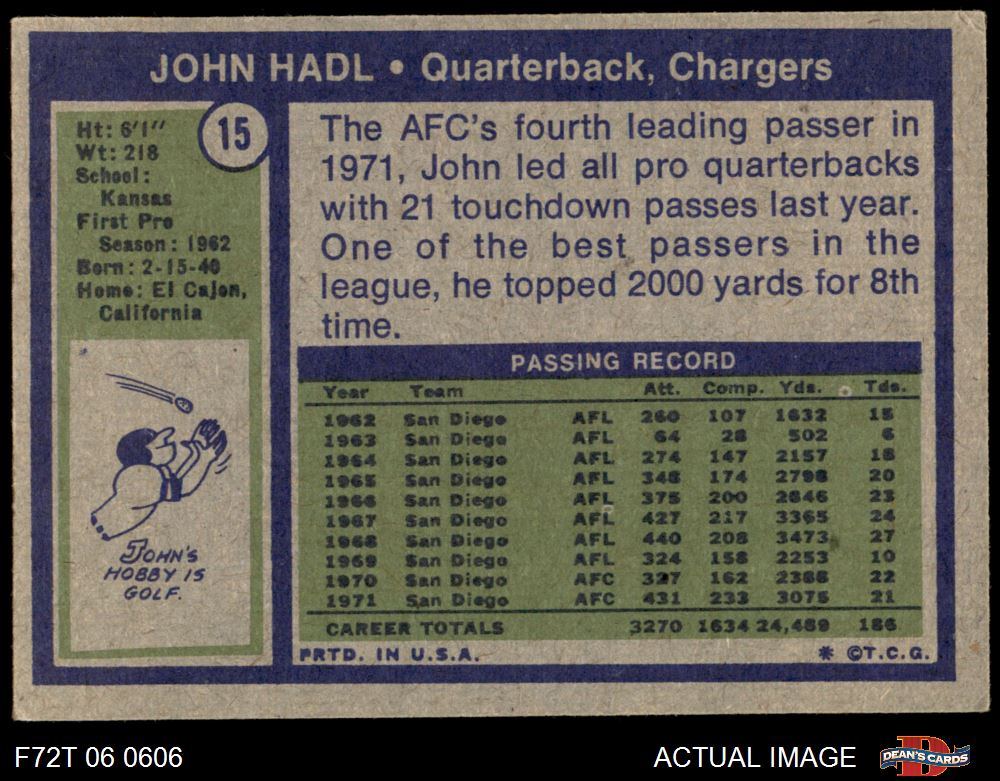 JOHN HADL • Quarterback, Chargers
15
Ht: 6'1"
Wt: 218
School:
Kansas
First Pro
Season: 1962
Born: 2-15-40
Home: El Cajon,
California
JOHN'S
HOBBY IS
GOLF.
The AFC's fourth leading passer in
1971, John led all pro quarterbacks
with 21 touchdown passes last year.
One of the best passers in the
league, he topped 2000 yards for 8th
time.
PASSING RECORD
Year Team Att. Comp. Yds. Tds.
1962 San Diego AFL 260 107 1632 15
1963 San Diego AFL 64 28 502 6
1964 San Diego AFL 274 147 2157 18
1965 San Diego AFL 348 174 2798 20
1966 San Diego AFL 375 200 2846 23
1967 San Diego AFL 427 217 3365 24
1968 San Diego AFL 440 208 3473 27
1969 San Diego AFL 324 158 2253 10
1970 San Diego AFC 327 162 2388 22
1971 San Diego AFC 431 233 3075 21
CAREER TOTALS 3270 1634 24,489 186
PRTD. IN U.S.A. * ©T.C.G.
F72T 06 0606 ACTUAL IMAGE DEAN'S CARDS